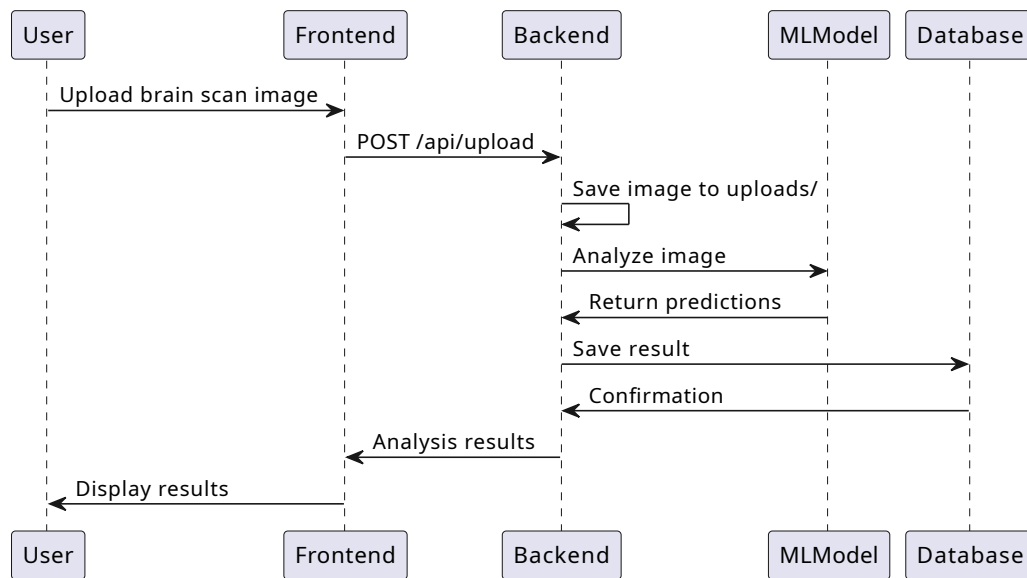 User Frontend Backend MLModel Database
Upload brain scan image
POST /api/upload
Save image to uploads/
Analyze image
Return predictions
Save result
Confirmation
Analysis results
Display results
User Frontend Backend MLModel Database